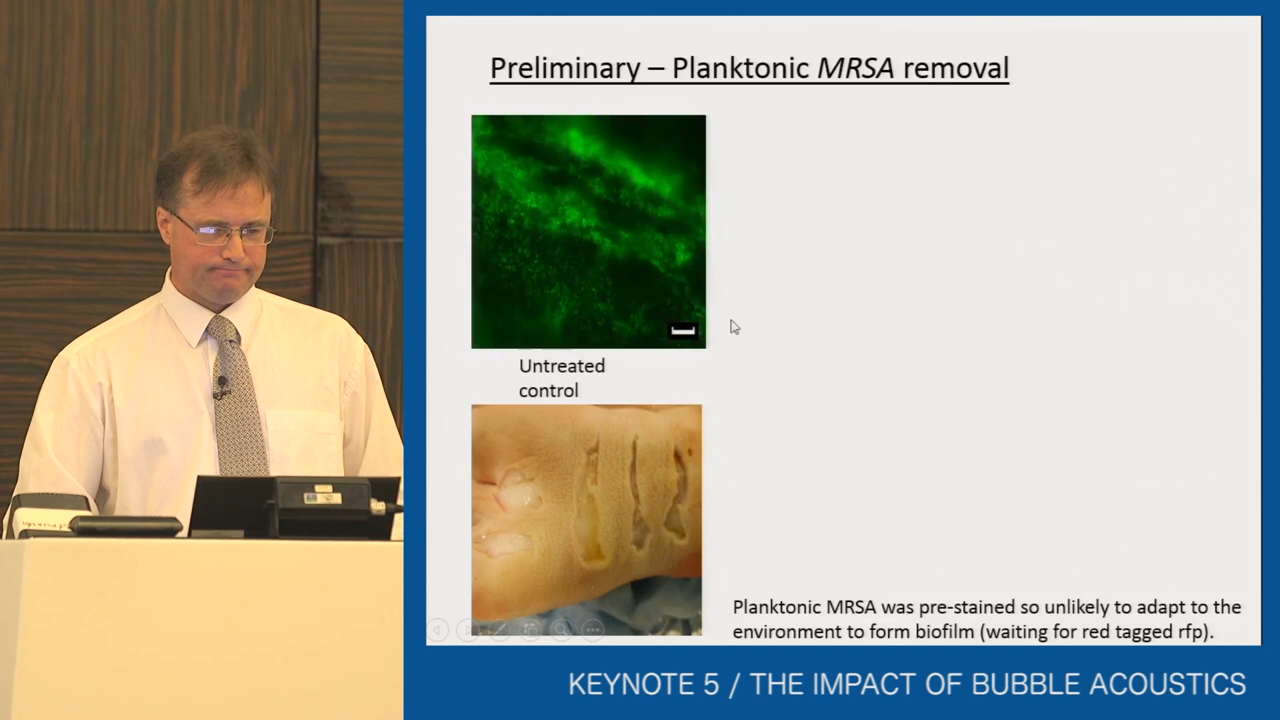 Preliminary – Planktonic MRSA removal
Untreated
control
Planktonic MRSA was pre-stained so unlikely to adapt to the
environment to form biofilm (waiting for red tagged rfp).
KEYNOTE 5 / THE IMPACT OF BUBBLE ACOUSTICS